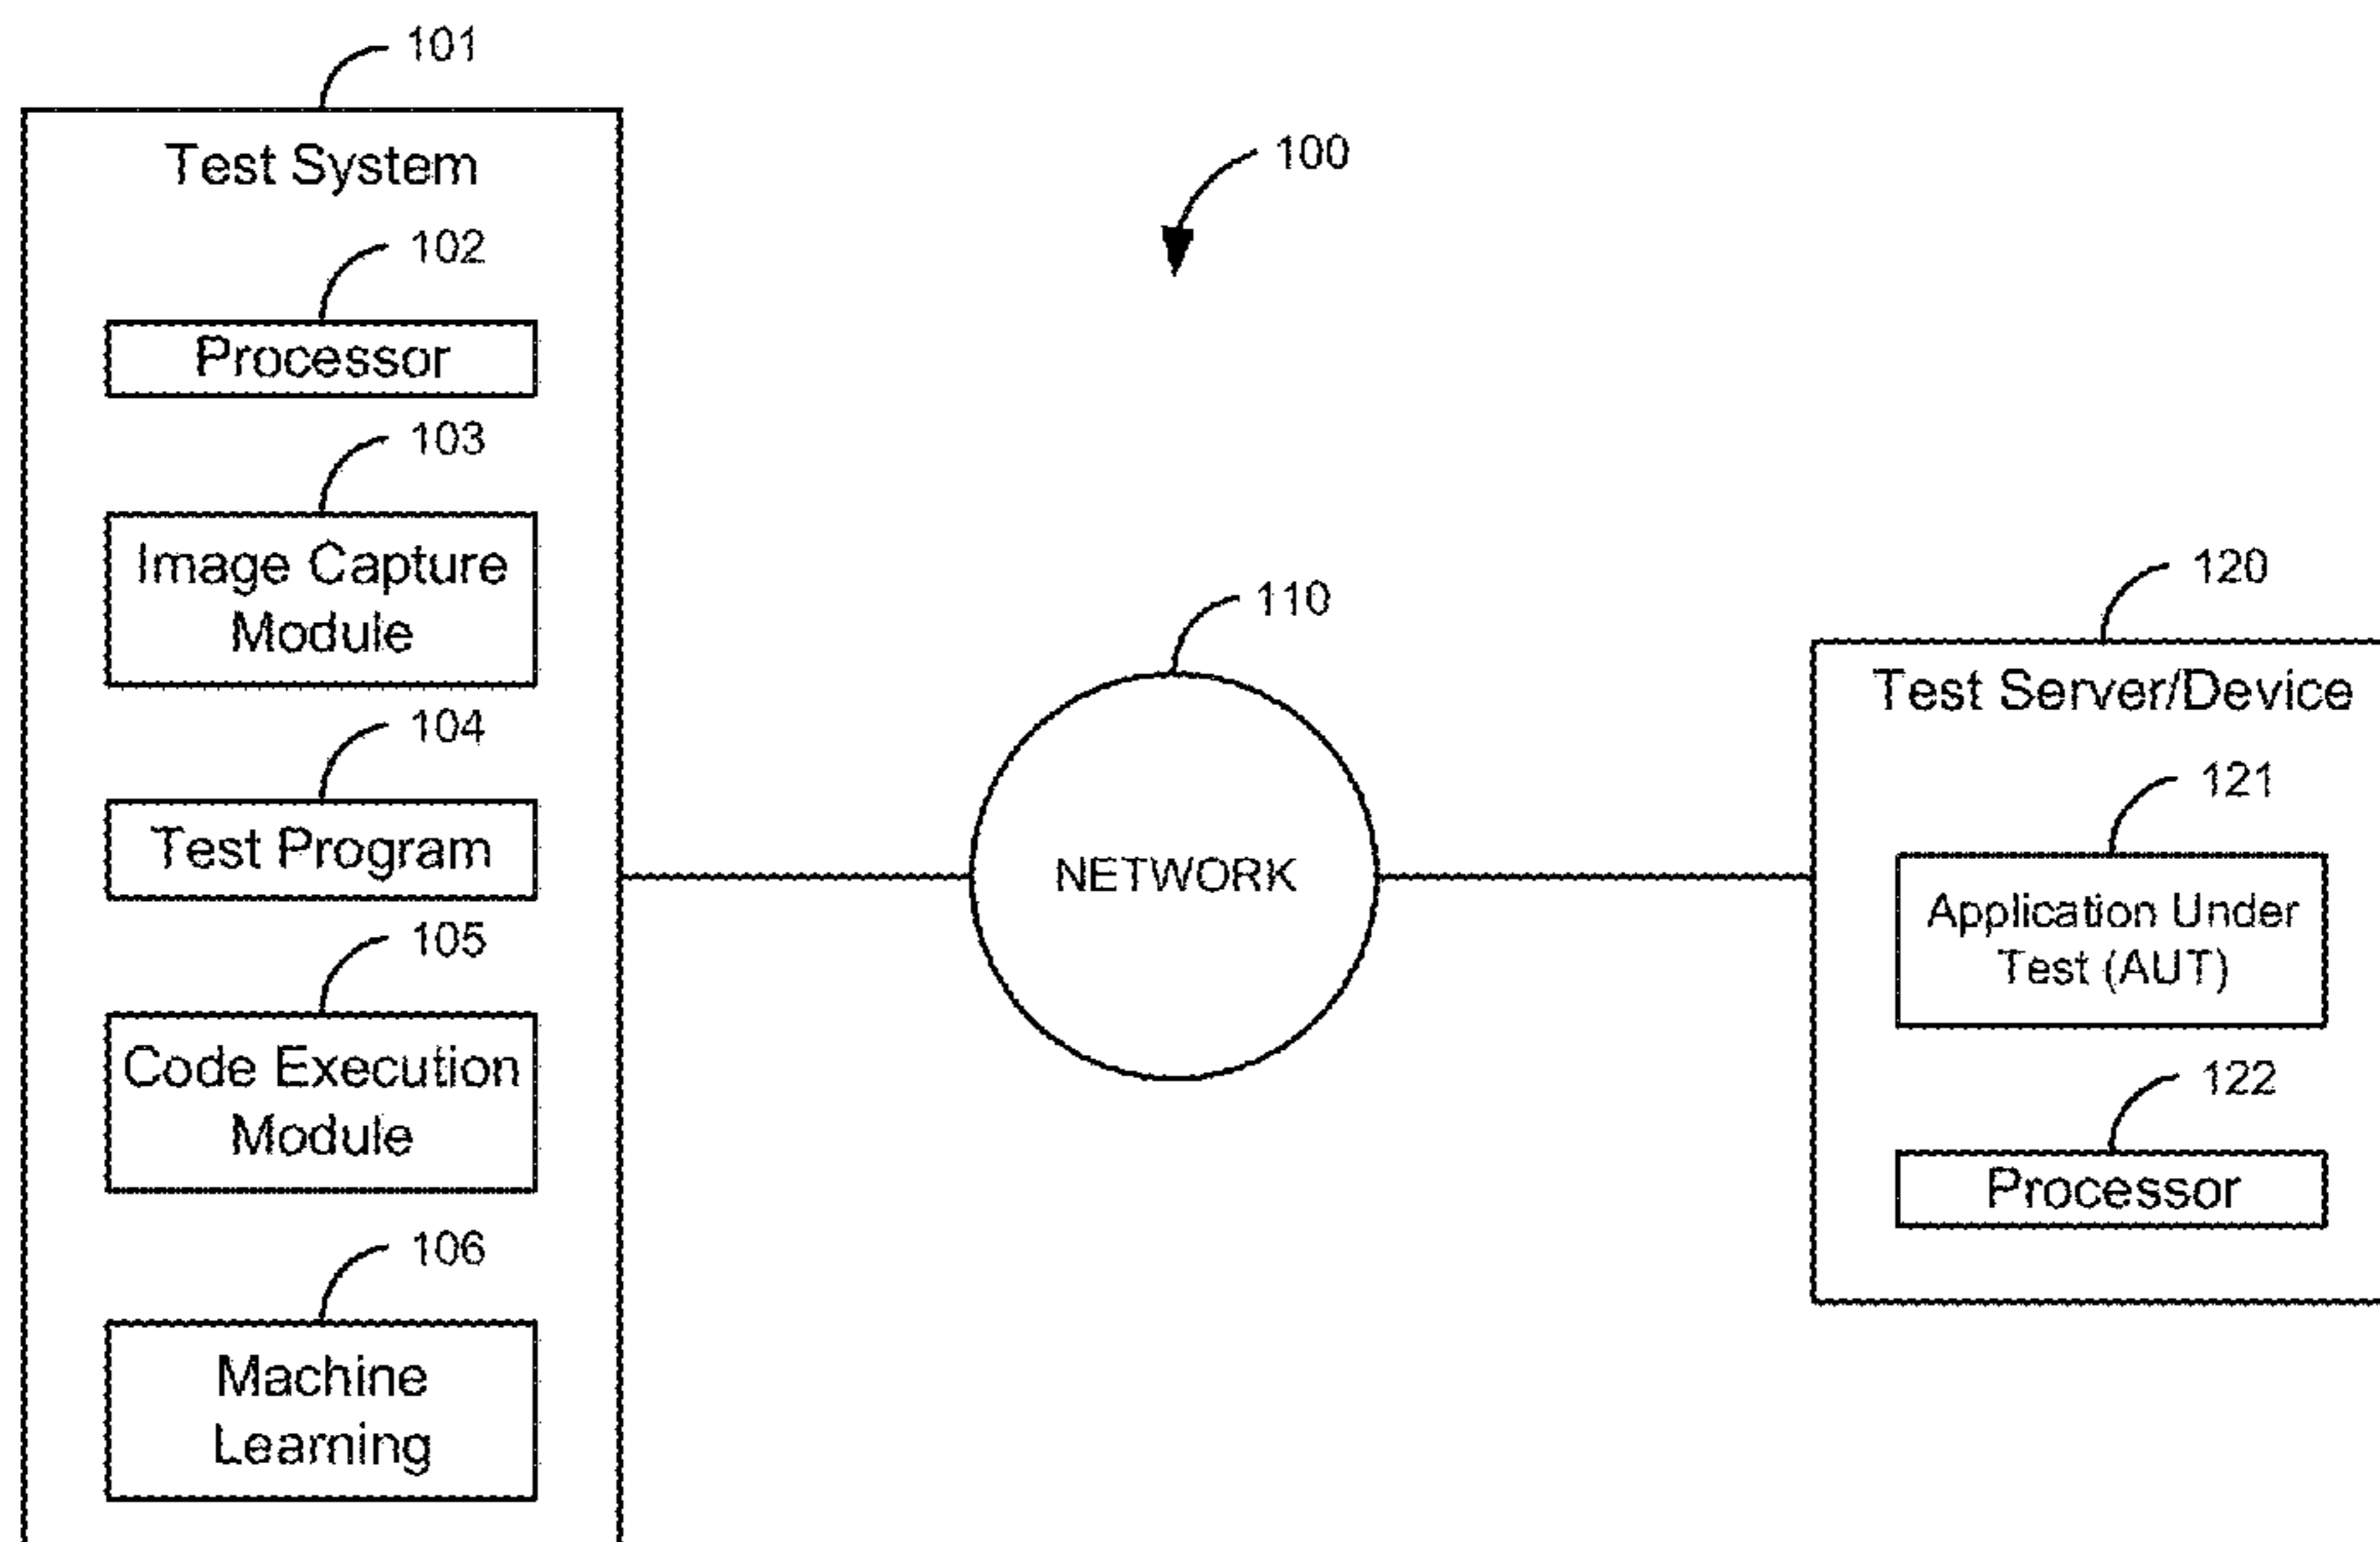 101
Test System
100
102
Processor
103
Image Capture
Module
104
Test Program
105
Code Execution
Module
106
Machine
Learning
110
NETWORK
120
Test Server/Device
121
Application Under
Test (AUT)
122
Processor